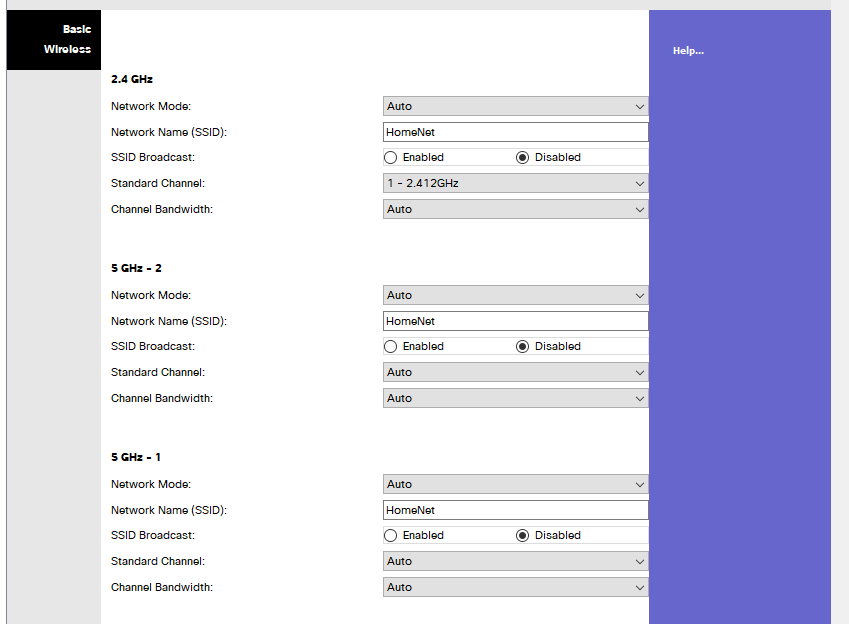 Basic
Wireless
Help...
2.4 GHz
Network Mode: Auto
Network Name (SSID): HomeNet
SSID Broadcast: Enabled Disabled
Standard Channel: 1 - 2.412GHz
Channel Bandwidth: Auto
5 GHz - 2
Network Mode: Auto
Network Name (SSID): HomeNet
SSID Broadcast: Enabled Disabled
Standard Channel: Auto
Channel Bandwidth: Auto
5 GHz - 1
Network Mode: Auto
Network Name (SSID): HomeNet
SSID Broadcast: Enabled Disabled
Standard Channel: Auto
Channel Bandwidth: Auto